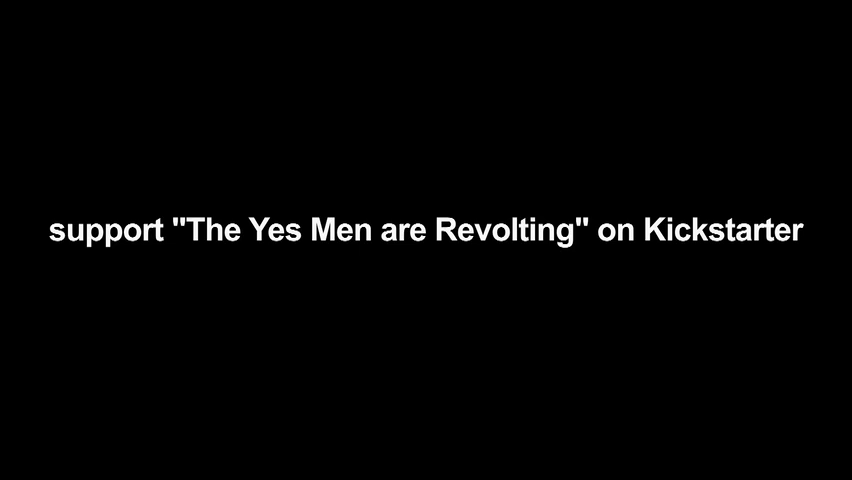 support "The Yes Men are Revolting" on Kickstarter